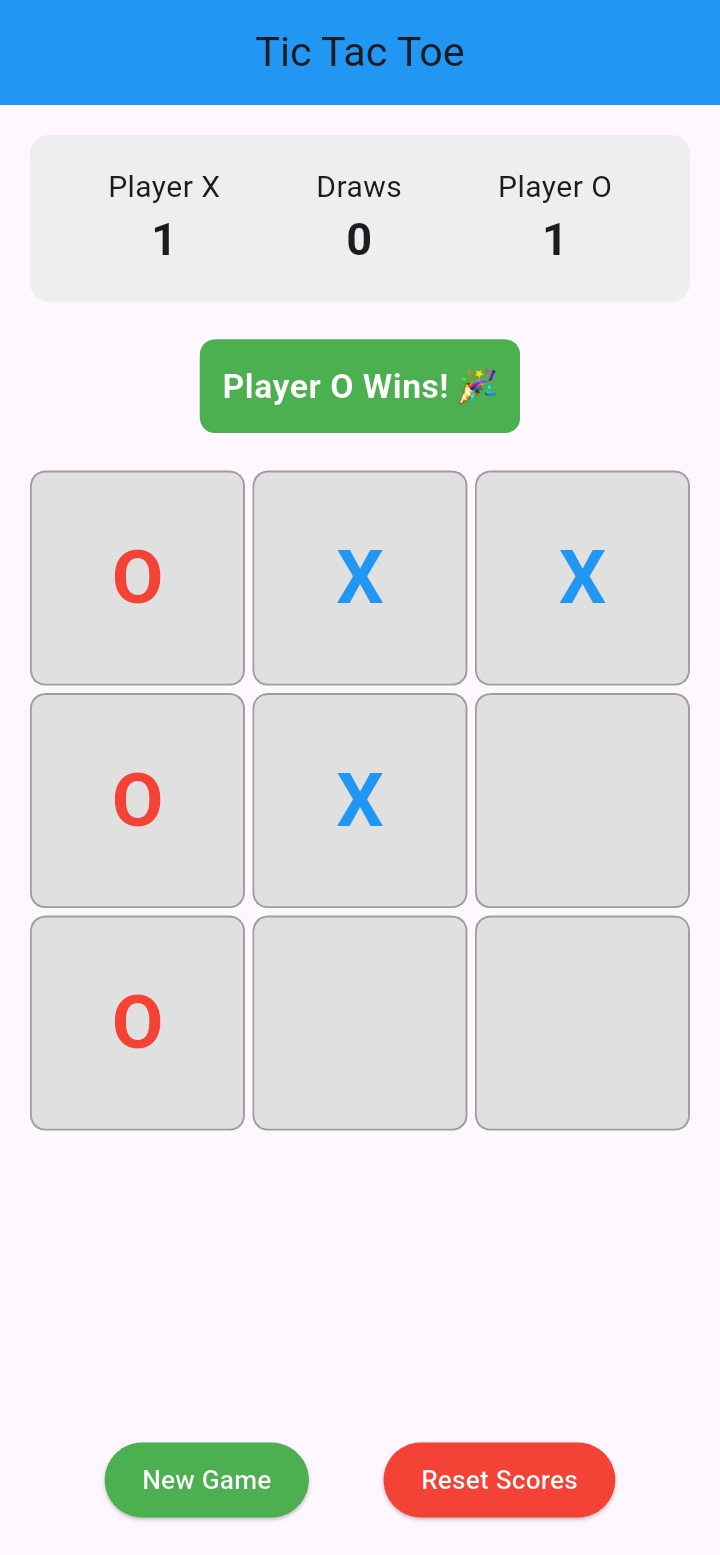 Tic Tac Toe
Player X Draws Player O
1 0 1
Player O Wins! 🎉
O X X
O X
O
New Game Reset Scores